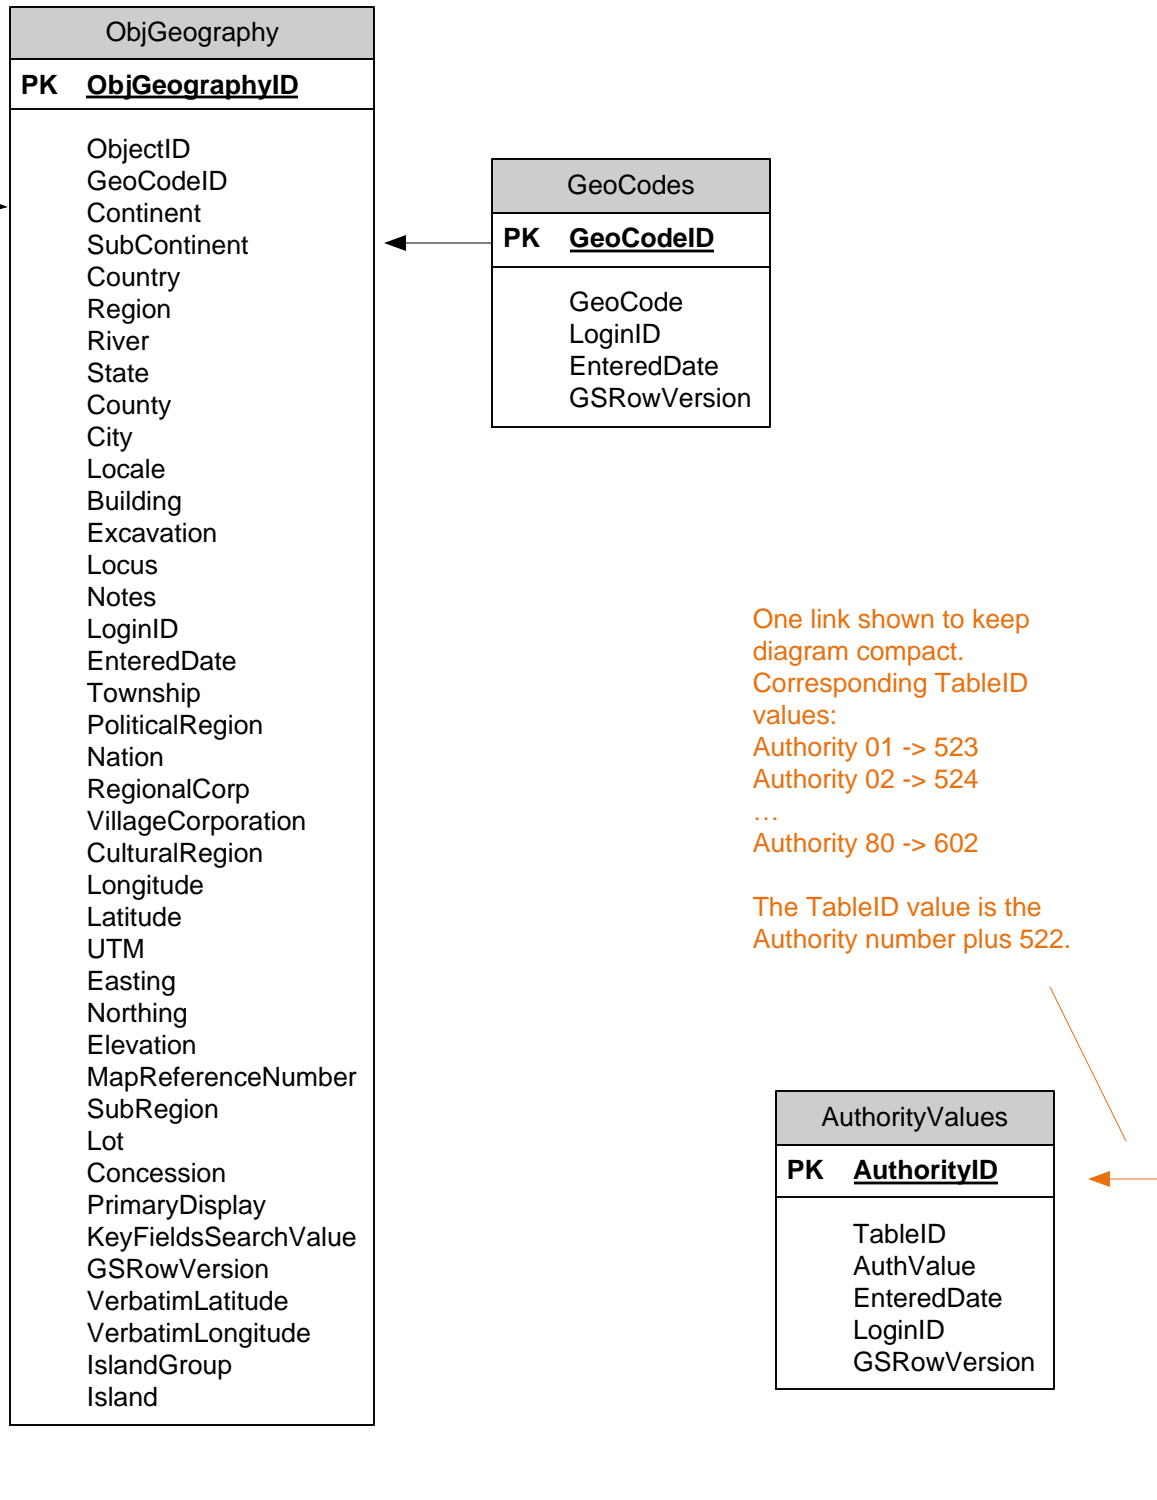 ObjGeography
PK ObjGeographyID
ObjectID
GeoCodeID
Continent
SubContinent
Country
Region
River
State
County
City
Locale
Building
Excavation
Locus
Notes
LoginID
EnteredDate
Township
PoliticalRegion
Nation
RegionalCorp
VillageCorporation
CulturalRegion
Longitude
Latitude
UTM
Easting
Northing
Elevation
MapReferenceNumber
SubRegion
Lot
Concession
PrimaryDisplay
KeyFieldsSearchValue
GSRowVersion
VerbatimLatitude
VerbatimLongitude
IslandGroup
Island
GeoCodes
PK GeoCodeID
GeoCode
LoginID
EnteredDate
GSRowVersion
One link shown to keep
diagram compact.
Corresponding TableID
values:
Authority 01 -> 523
Authority 02 -> 524
…
Authority 80 -> 602
The TableID value is the
Authority number plus 522.
AuthorityValues
PK AuthorityID
TableID
AuthValue
EnteredDate
LoginID
GSRowVersion